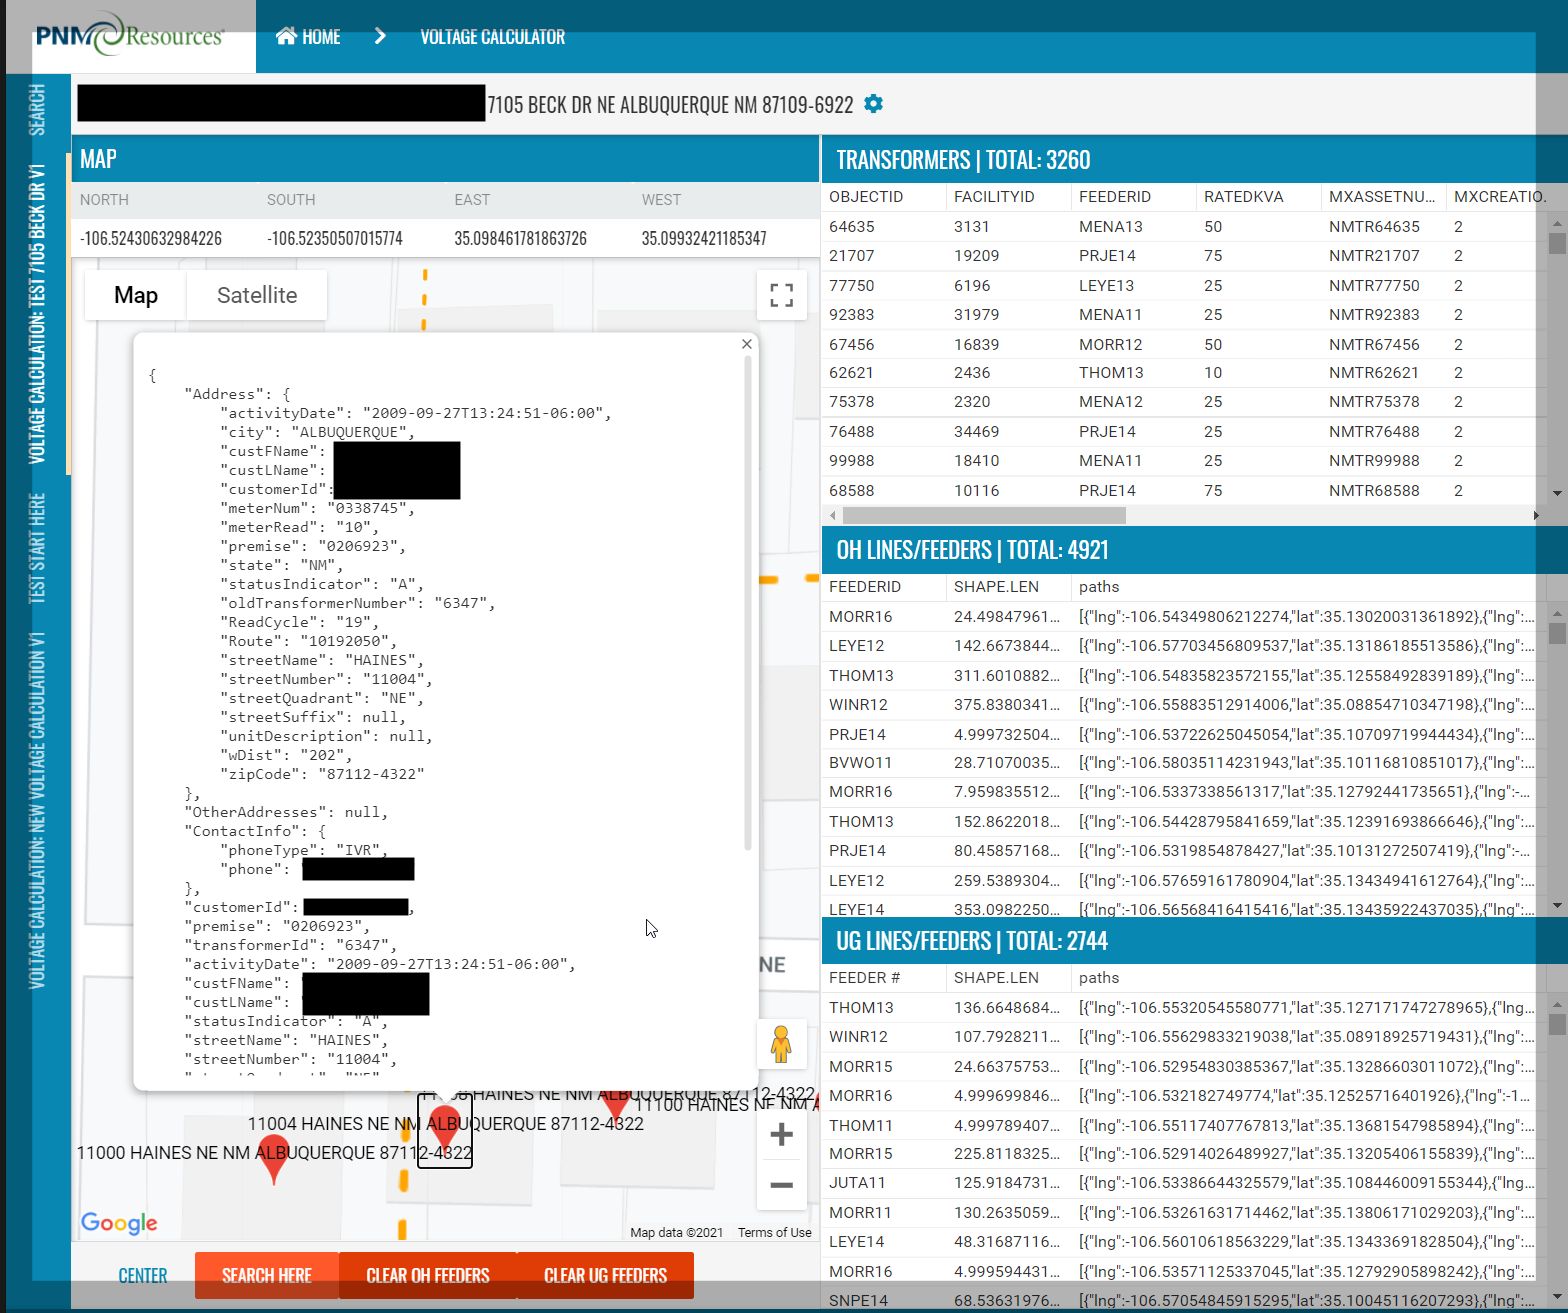 PNM Resources
HOME
VOLTAGE CALCULATOR
SEARCH
VOLTAGE CALCULATION: TEST 7105 BECK DR V1
TEST START HERE
VOLTAGE CALCULATION: NEW VOLTAGE CALCULATION V1
7105 BECK DR NE ALBUQUERQUE NM 87109-6922
MAP
NORTH SOUTH EAST WEST
-106.52430632984226 -106.52350507015774 35.098461781863726 35.09932421185347
Map Satellite
{
"Address": {
"activityDate": "2009-09-27T13:24:51-06:00",
"city": "ALBUQUERQUE",
"custFName":
"custLName":
"customerId":
"meterNum": "0338745",
"meterRead": "10",
"premise": "0206923",
"state": "NM",
"statusIndicator": "A",
"oldTransformerNumber": "6347",
"ReadCycle": "19",
"Route": "10192050",
"streetName": "HAINES",
"streetNumber": "11004",
"streetQuadrant": "NE",
"streetSuffix": null,
"unitDescription": null,
"wDist": "202",
"zipCode": "87112-4322"
},
"OtherAddresses": null,
"ContactInfo": {
"phoneType": "IVR",
"phone":
},
"customerId": ,
"premise": "0206923",
"transformerId": "6347",
"activityDate": "2009-09-27T13:24:51-06:00",
"custFName":
"custLName":
"statusIndicator": "A",
"streetName": "HAINES",
"streetNumber": "11004",
NE
HAINES NE NM ALBUQUERQUE 87112-4322
11100 HAINES NE NM A
11004 HAINES NE NM ALBUQUERQUE 87112-4322
11000 HAINES NE NM ALBUQUERQUE 87112-4322
Google
Map data ©2021 Terms of Use
CENTER SEARCH HERE CLEAR OH FEEDERS CLEAR UG FEEDERS
TRANSFORMERS | TOTAL: 3260
OBJECTID FACILITYID FEEDERID RATEDKVA MXASSETNU... MXCREATIO.
64635 3131 MENA13 50 NMTR64635 2
21707 19209 PRJE14 75 NMTR21707 2
77750 6196 LEYE13 25 NMTR77750 2
92383 31979 MENA11 25 NMTR92383 2
67456 16839 MORR12 50 NMTR67456 2
62621 2436 THOM13 10 NMTR62621 2
75378 2320 MENA12 25 NMTR75378 2
76488 34469 PRJE14 25 NMTR76488 2
99988 18410 MENA11 25 NMTR99988 2
68588 10116 PRJE14 75 NMTR68588 2
OH LINES/FEEDERS | TOTAL: 4921
FEEDERID SHAPE.LEN paths
MORR16 24.49847961... [{"lng":-106.54349806212274,"lat":35.13020031361892},{"lng":...
LEYE12 142.6673844... [{"lng":-106.57703456809537,"lat":35.13186185513586},{"lng":...
THOM13 311.6010882... [{"lng":-106.54835823572155,"lat":35.12558492839189},{"lng":...
WINR12 375.8380341... [{"lng":-106.55883512914006,"lat":35.08854710347198},{"lng":...
PRJE14 4.999732504... [{"lng":-106.53722625045054,"lat":35.10709719944434},{"lng":...
BVWO11 28.71070035... [{"lng":-106.58035114231943,"lat":35.10116810851017},{"lng":...
MORR16 7.959835512... [{"lng":-106.5337338561317,"lat":35.12792441735651},{"lng":-...
THOM13 152.8622018... [{"lng":-106.54428795841659,"lat":35.12391693866646},{"lng":...
PRJE14 80.45857168... [{"lng":-106.5319854878427,"lat":35.10131272507419},{"lng":-...
LEYE12 259.5389304... [{"lng":-106.57659161780904,"lat":35.13434941612764},{"lng":...
LEYE14 353.0982250... [{"lng":-106.56568416415416,"lat":35.13435922437035},{"lng":...
UG LINES/FEEDERS | TOTAL: 2744
FEEDER # SHAPE.LEN paths
THOM13 136.6648684... [{"lng":-106.55320545580771,"lat":35.127171747278965},{"lng...
WINR12 107.7928211... [{"lng":-106.55629833219038,"lat":35.08918925719431},{"lng":...
MORR15 24.66375753... [{"lng":-106.52954830385367,"lat":35.13286603011072},{"lng":...
MORR16 4.999699846... [{"lng":-106.532182749774,"lat":35.12525716401926},{"lng":-1...
THOM11 4.999789407... [{"lng":-106.55117407767813,"lat":35.13681547985894},{"lng":...
MORR15 225.8118325... [{"lng":-106.52914026489927,"lat":35.13205406155839},{"lng":...
JUTA11 125.9184731... [{"lng":-106.53386644325579,"lat":35.108446009155344},{"lng...
MORR11 130.2635059... [{"lng":-106.53261631714462,"lat":35.13806171029203},{"lng":...
LEYE14 48.31687116... [{"lng":-106.56010618563229,"lat":35.13433691828504},{"lng":...
MORR16 4.999594431... [{"lng":-106.53571125337045,"lat":35.12792905898242},{"lng":...
SNPE14 68.53631976... [{"lng":-106.57054845915295,"lat":35.10045116207293},{"lng":...